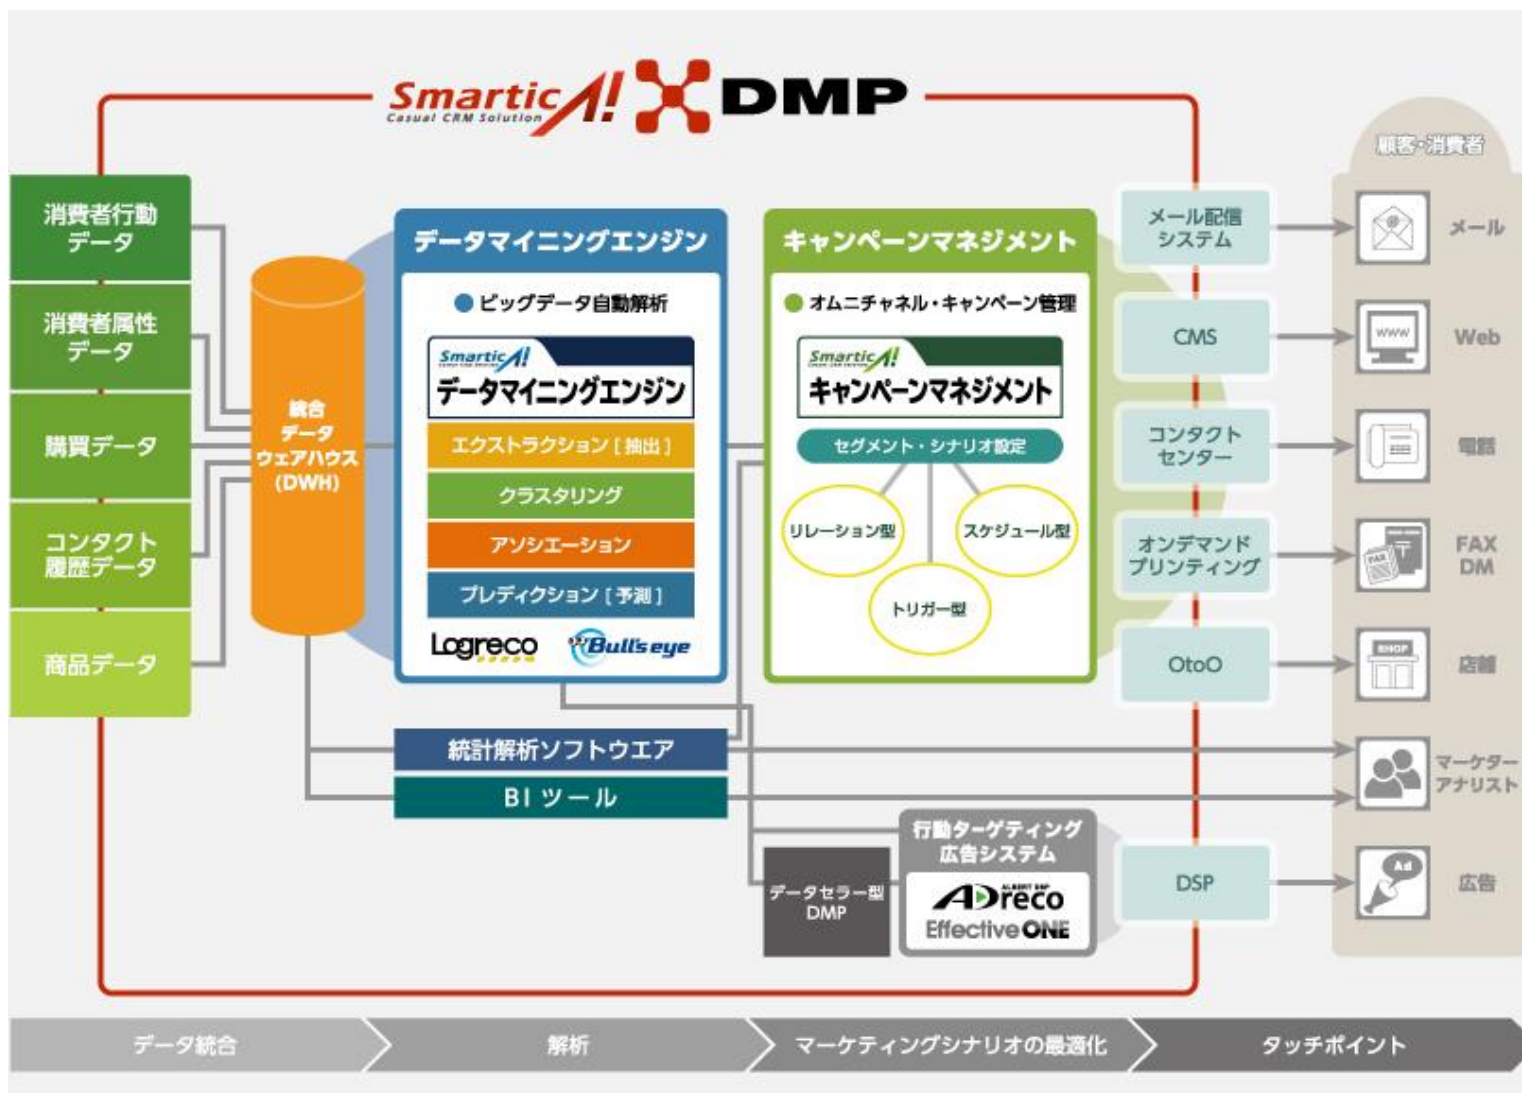 Smartic A!
Casual CRM Solution
DMP
顧客・消費者
消費者行動
データ
消費者属性
データ
購買データ
コンタクト
履歴データ
商品データ
統合
データ
ウェアハウス
(DWH)
データマイニングエンジン
ビッグデータ自動解析
Smartic A!
データマイニングエンジン
エクストラクション [ 抽出 ]
クラスタリング
アソシエーション
プレディクション [ 予測 ]
Logreco
Bull's eye
キャンペーンマネジメント
オムニチャネル・キャンペーン管理
Smartic A!
キャンペーンマネジメント
セグメント・シナリオ設定
リレーション型
スケジュール型
トリガー型
統計解析ソフトウエア
BI ツール
データセラー型
DMP
行動ターゲティング
広告システム
ALBERT DMP
ADreco
Effective ONE
メール配信
システム
CMS
コンタクト
センター
オンデマンド
プリンティング
OtoO
DSP
@
メール
WWW
Web
電話
FAX
〒
FAX
DM
SHOP
店舗
マーケター
アナリスト
Ad
広告
データ統合
解析
マーケティングシナリオの最適化
タッチポイント